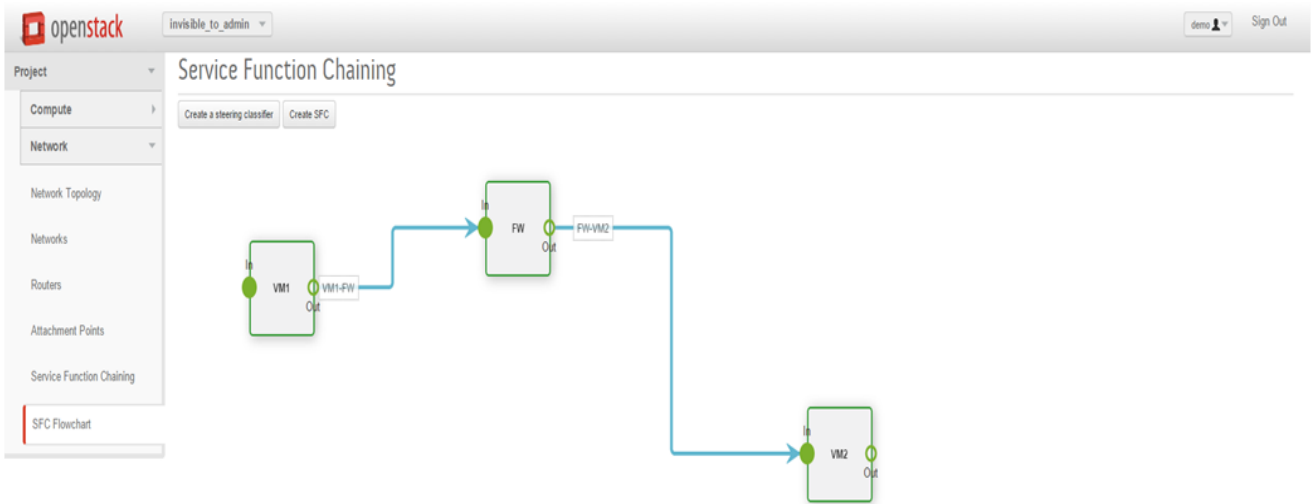 openstack
invisible_to_admin
demo
Sign Out
Project
Compute
Network
Network Topology
Networks
Routers
Attachment Points
Service Function Chaining
SFC Flowchart
Service Function Chaining
Create a steering classifier
Create SFC
In
VM1
Out
VM1-FW
In
FW
Out
FW-VM2
In
VM2
Out